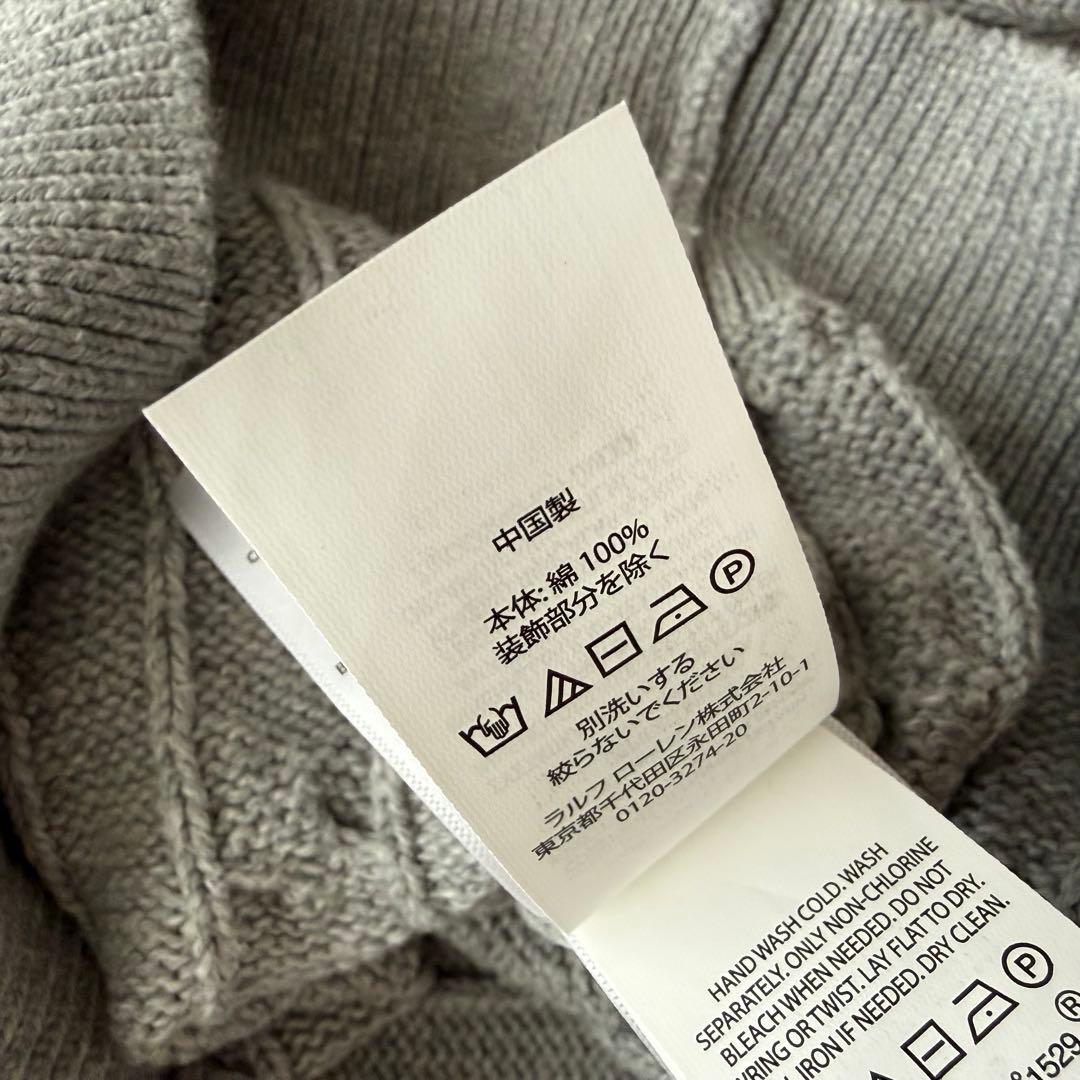 中国製
本体: 綿 100%
装飾部分を除く
P
別洗いする
絞らないでください
ラルフ ローレン株式会社
東京都千代田区永田町2-10-1
0120-3274-20
HAND WASH COLD. WASH
SEPARATELY. ONLY NON-CHLORINE
BLEACH WHEN NEEDED. DO NOT
WRING OR TWIST. LAY FLAT TO DRY.
IRON IF NEEDED. DRY CLEAN.
P
®
1529